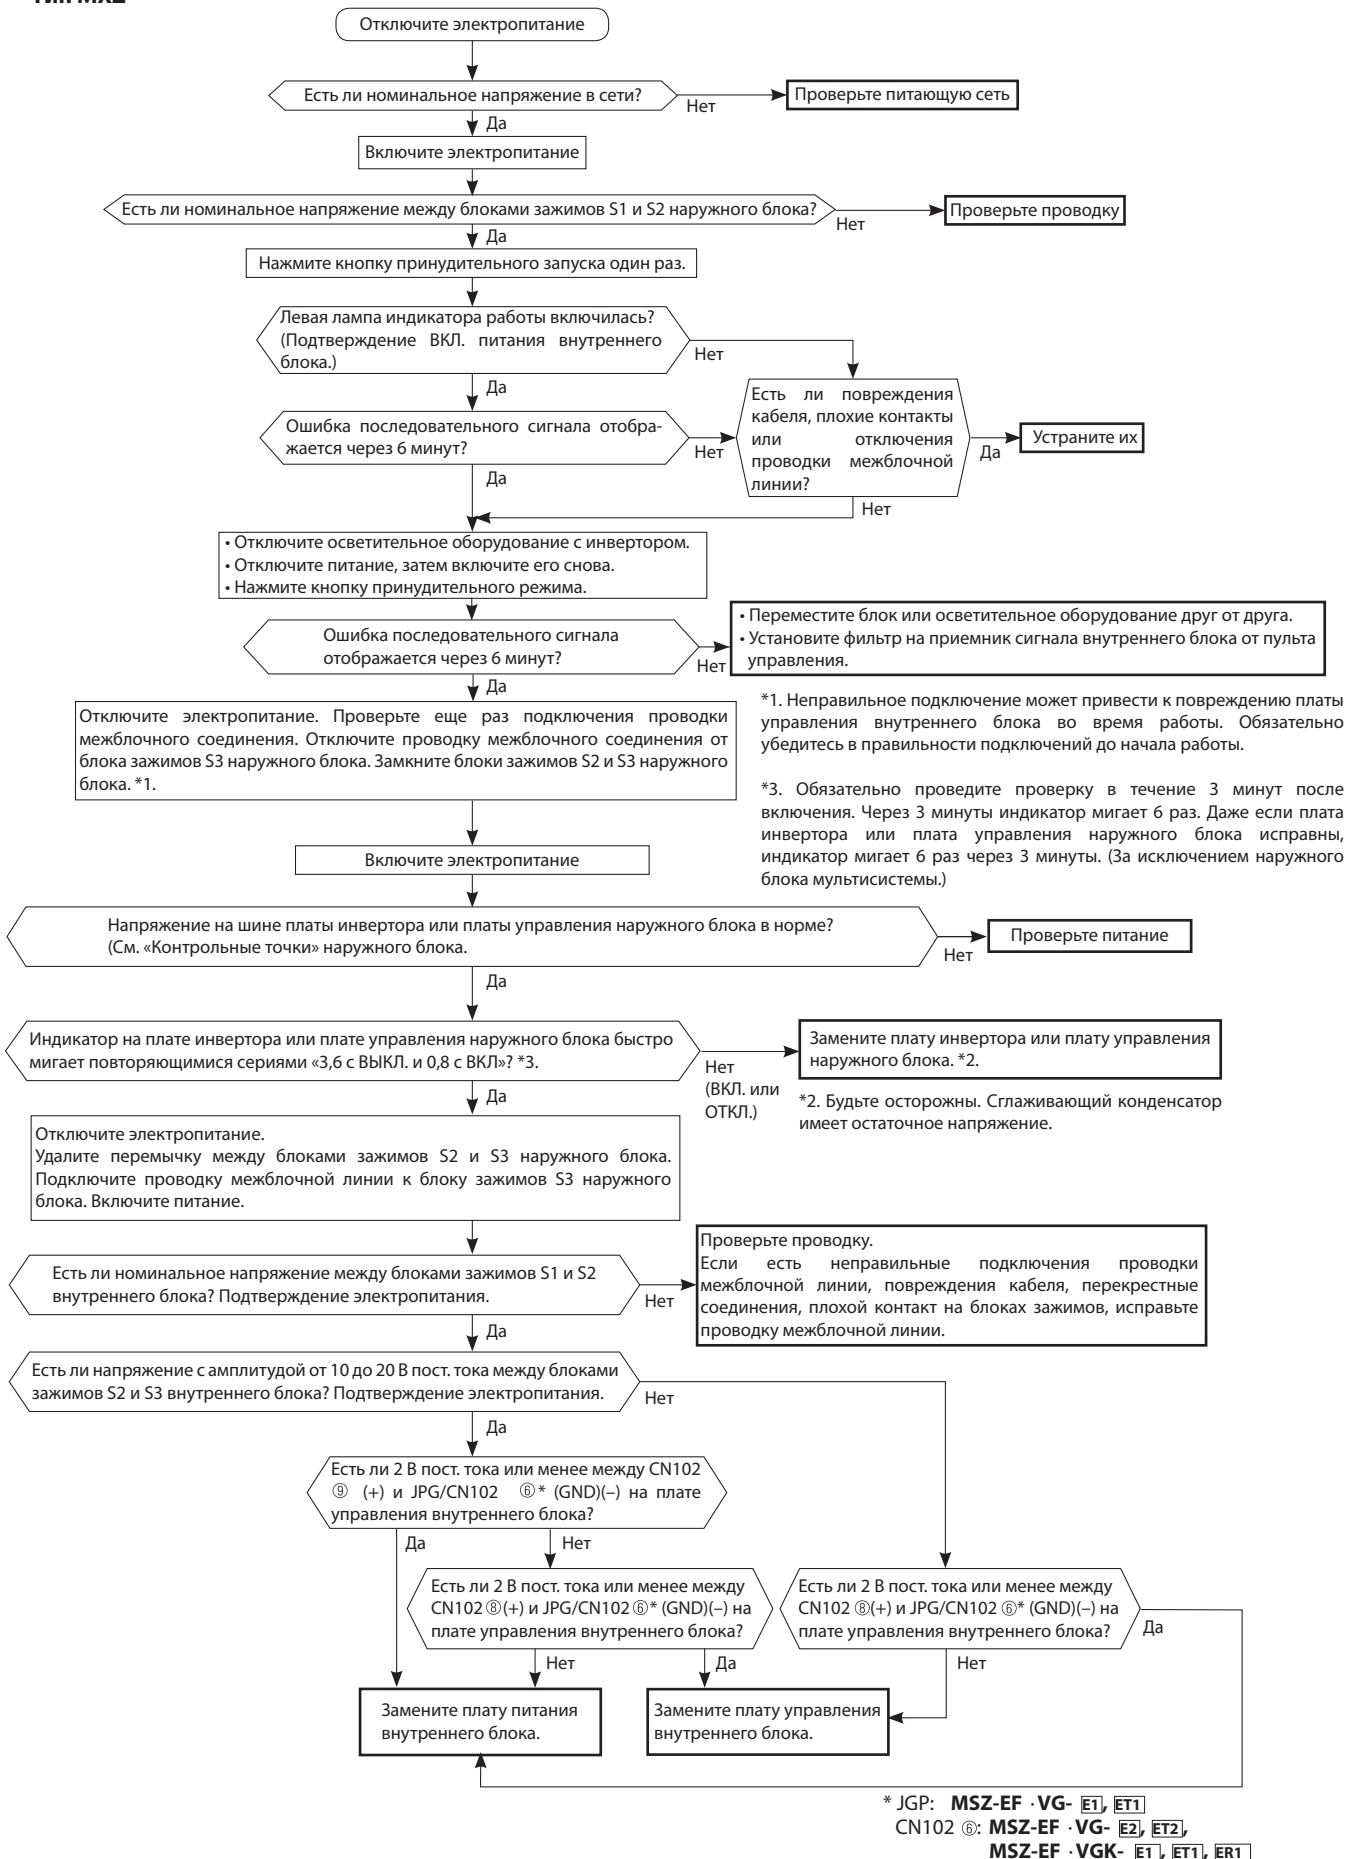 Отключите электропитание
Есть ли номинальное напряжение в сети?
Нет
Проверьте питающую сеть
Да
Включите электропитание
Есть ли номинальное напряжение между блоками зажимов S1 и S2 наружного блока?
Нет
Проверьте проводку
Да
Нажмите кнопку принудительного запуска один раз.
Левая лампа индикатора работы включилась?
(Подтверждение ВКЛ. питания внутреннего
блока.)
Нет
Да
Есть ли повреждения
кабеля, плохие контакты
или отключения
проводки межблочной
линии?
Да
Устраните их
Ошибка последовательного сигнала отобра-
жается через 6 минут?
Нет
Да
Нет
• Отключите осветительное оборудование с инвертором.
• Отключите питание, затем включите его снова.
• Нажмите кнопку принудительного режима.
Ошибка последовательного сигнала
отображается через 6 минут?
Нет
• Переместите блок или осветительное оборудование друг от друга.
• Установите фильтр на приемник сигнала внутреннего блока от пульта
управления.
Да
Отключите электропитание. Проверьте еще раз подключения проводки
межблочного соединения. Отключите проводку межблочного соединения от
блока зажимов S3 наружного блока. Замкните блоки зажимов S2 и S3 наружного
блока. *1.
*1. Неправильное подключение может привести к повреждению платы
управления внутреннего блока во время работы. Обязательно
убедитесь в правильности подключений до начала работы.
*3. Обязательно проведите проверку в течение 3 минут после
включения. Через 3 минуты индикатор мигает 6 раз. Даже если плата
инвертора или плата управления наружного блока исправны,
индикатор мигает 6 раз через 3 минуты. (За исключением наружного
блока мультисистемы.)
Включите электропитание
Напряжение на шине платы инвертора или платы управления наружного блока в норме?
(См. «Контрольные точки» наружного блока.
Нет
Проверьте питание
Да
Индикатор на плате инвертора или плате управления наружного блока быстро
мигает повторяющимися сериями «3,6 с ВЫКЛ. и 0,8 с ВКЛ»? *3.
Нет
(ВКЛ. или
ОТКЛ.)
Замените плату инвертора или плату управления
наружного блока. *2.
*2. Будьте осторожны. Сглаживающий конденсатор
имеет остаточное напряжение.
Да
Отключите электропитание.
Удалите перемычку между блоками зажимов S2 и S3 наружного блока.
Подключите проводку межблочной линии к блоку зажимов S3 наружного
блока. Включите питание.
Есть ли номинальное напряжение между блоками зажимов S1 и S2
внутреннего блока? Подтверждение электропитания.
Нет
Проверьте проводку.
Если есть неправильные подключения проводки
межблочной линии, повреждения кабеля, перекрестные
соединения, плохой контакт на блоках зажимов, исправьте
проводку межблочной линии.
Да
Есть ли напряжение с амплитудой от 10 до 20 В пост. тока между блоками
зажимов S2 и S3 внутреннего блока? Подтверждение электропитания.
Нет
Да
Есть ли 2 В пост. тока или менее между CN102
⑨ (+) и JPG/CN102 ⑥* (GND)(–) на плате
управления внутреннего блока?
Да
Нет
Есть ли 2 В пост. тока или менее между
CN102 ⑧(+) и JPG/CN102 ⑥* (GND)(–) на
плате управления внутреннего блока?
Есть ли 2 В пост. тока или менее между
CN102 ⑧(+) и JPG/CN102 ⑥* (GND)(–) на
плате управления внутреннего блока?
Да
Нет
Да
Нет
Замените плату питания
внутреннего блока.
Замените плату управления
внутреннего блока.
* JGP: MSZ-EF ·VG- E1, ET1
CN102 ⑥: MSZ-EF ·VG- E2, ET2,
MSZ-EF ·VGK- E1, ET1, ER1